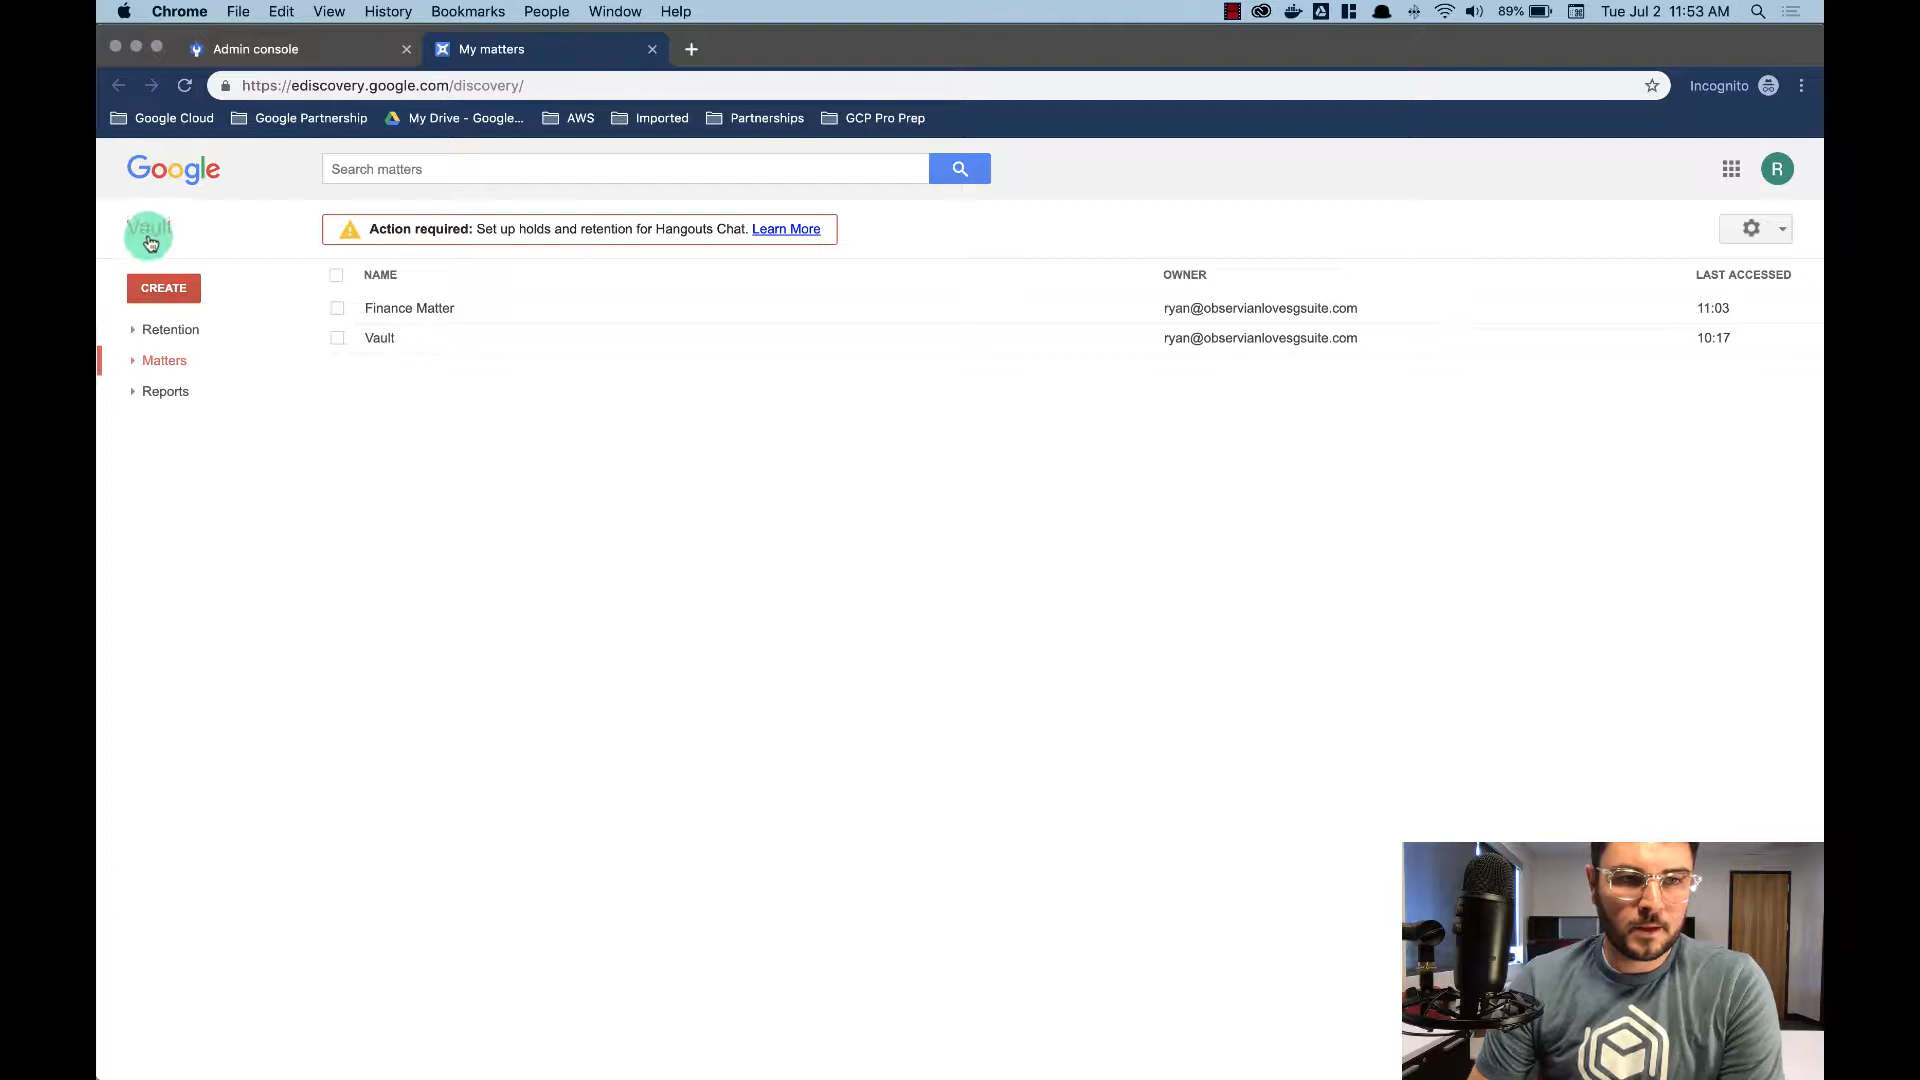 Chrome File Edit View History Bookmarks People Window Help 89% Tue Jul 2 11:53 AM
Admin console My matters
https://ediscovery.google.com/discovery/ Incognito
Google Cloud Google Partnership My Drive - Google... AWS Imported Partnerships GCP Pro Prep
Google Search matters R
Vault Action required: Set up holds and retention for Hangouts Chat. Learn More
NAME OWNER LAST ACCESSED
CREATE
Finance Matter ryan@observianlovesgsuite.com 11:03
Retention
Vault ryan@observianlovesgsuite.com 10:17
Matters
Reports